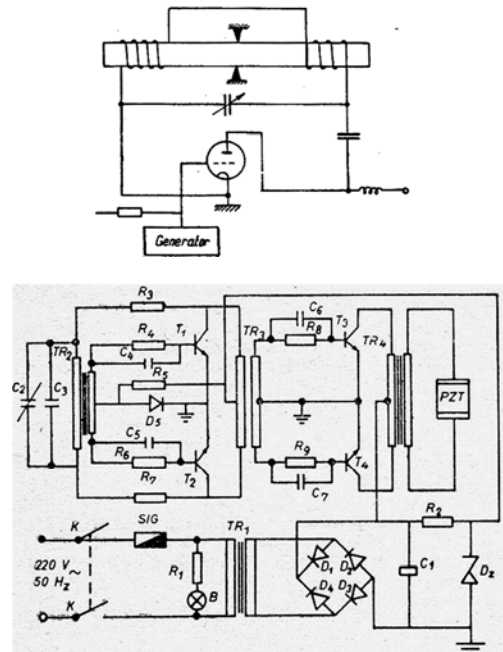 Generator
R3
R4
T1
C4
R5
TR2
C2
C3
D5
C5
R6
R7
T2
C6
R8
TR3
T3
TR4
PZT
R9
C7
T4
K
SIG
TR1
220 V
50 Hz ~
R1
B
K
D1
D2
D4
D3
C1
R2
Dz